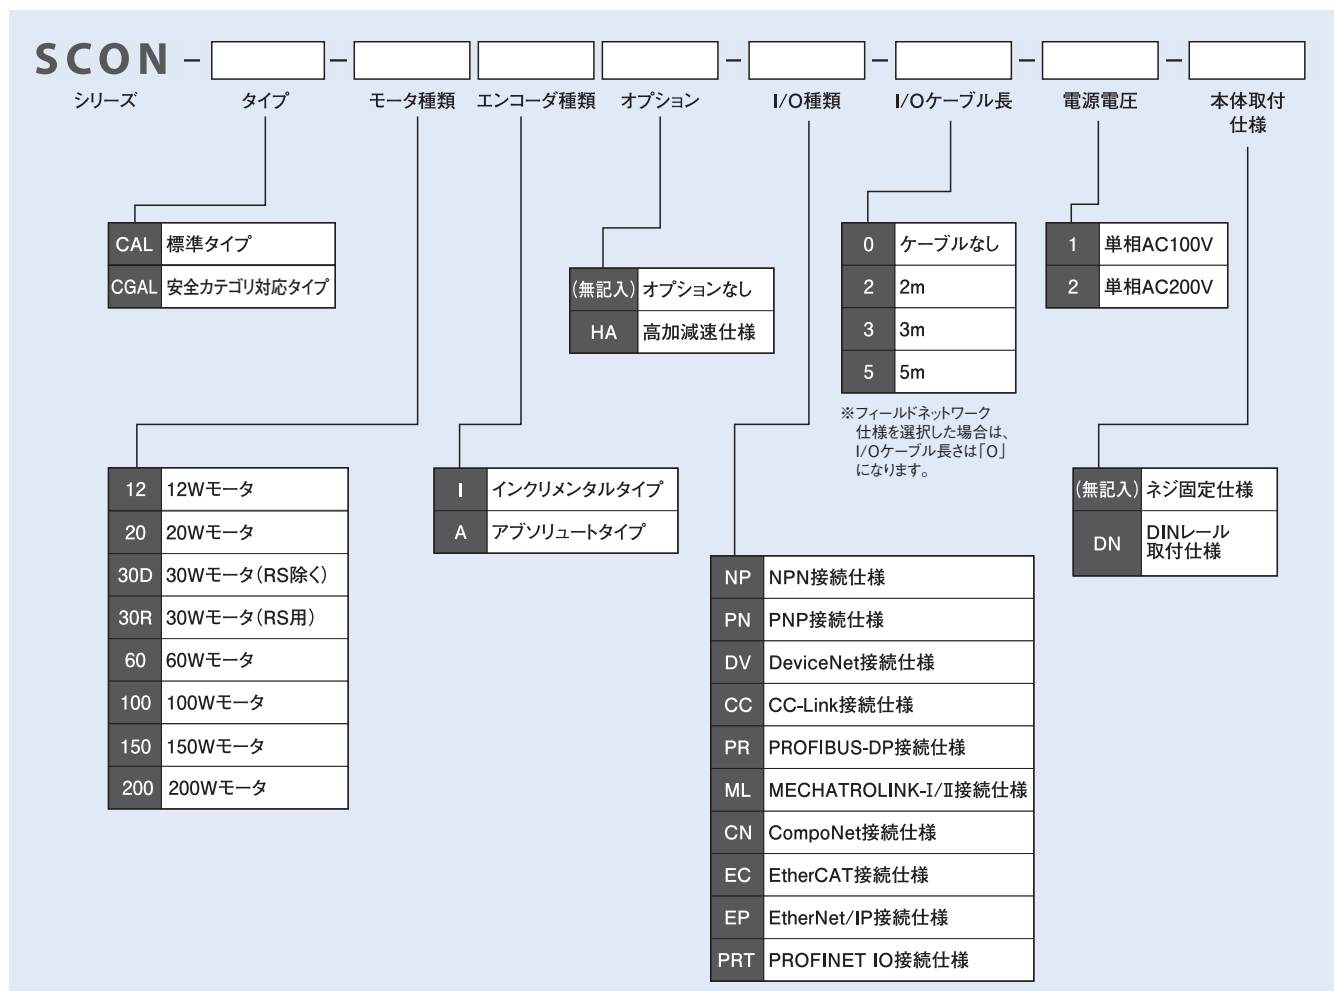 SCON - - - - - -
シリーズ タイプ モータ種類 エンコーダ種類 オプション I/O種類 I/Oケーブル長 電源電圧 本体取付
仕様
CAL 標準タイプ
CGAL 安全カテゴリ対応タイプ
12 12Wモータ
20 20Wモータ
30D 30Wモータ(RS除く)
30R 30Wモータ(RS用)
60 60Wモータ
100 100Wモータ
150 150Wモータ
200 200Wモータ
I インクリメンタルタイプ
A アブソリュートタイプ
(無記入) オプションなし
HA 高加減速仕様
NP NPN接続仕様
PN PNP接続仕様
DV DeviceNet接続仕様
CC CC-Link接続仕様
PR PROFIBUS-DP接続仕様
ML MECHATROLINK-I/II接続仕様
CN CompoNet接続仕様
EC EtherCAT接続仕様
EP EtherNet/IP接続仕様
PRT PROFINET IO接続仕様
0 ケーブルなし
2 2m
3 3m
5 5m
※フィールドネットワーク
仕様を選択した場合は、
I/Oケーブル長さは「O」
になります。
1 単相AC100V
2 単相AC200V
(無記入) ネジ固定仕様
DN DINレール
取付仕様